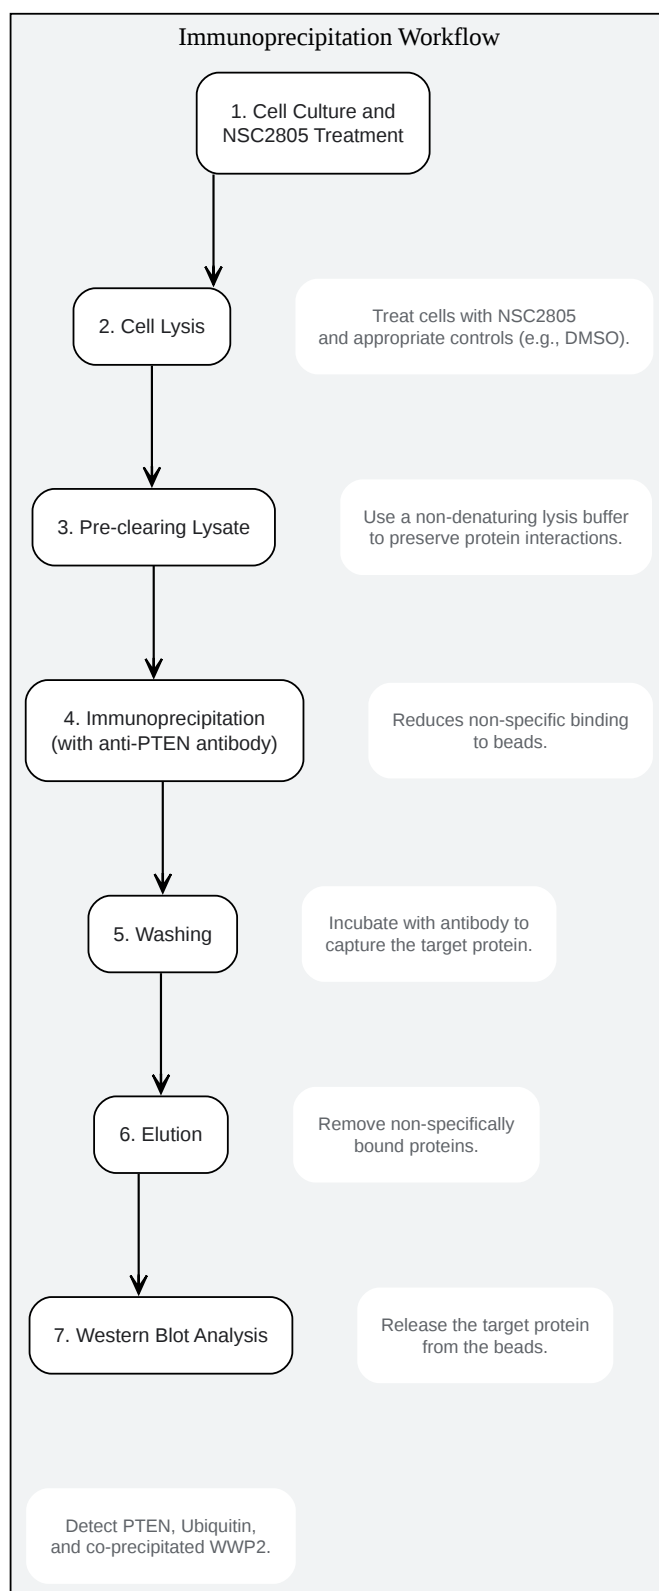 Immunoprecipitation Workflow
1. Cell Culture and
NSC2805 Treatment
2. Cell Lysis
Treat cells with NSC2805
and appropriate controls (e.g., DMSO).
3. Pre-clearing Lysate
Use a non-denaturing lysis buffer
to preserve protein interactions.
4. Immunoprecipitation
(with anti-PTEN antibody)
Reduces non-specific binding
to beads.
5. Washing
Incubate with antibody to
capture the target protein.
6. Elution
Remove non-specifically
bound proteins.
7. Western Blot Analysis
Release the target protein
from the beads.
Detect PTEN, Ubiquitin,
and co-precipitated WWP2.